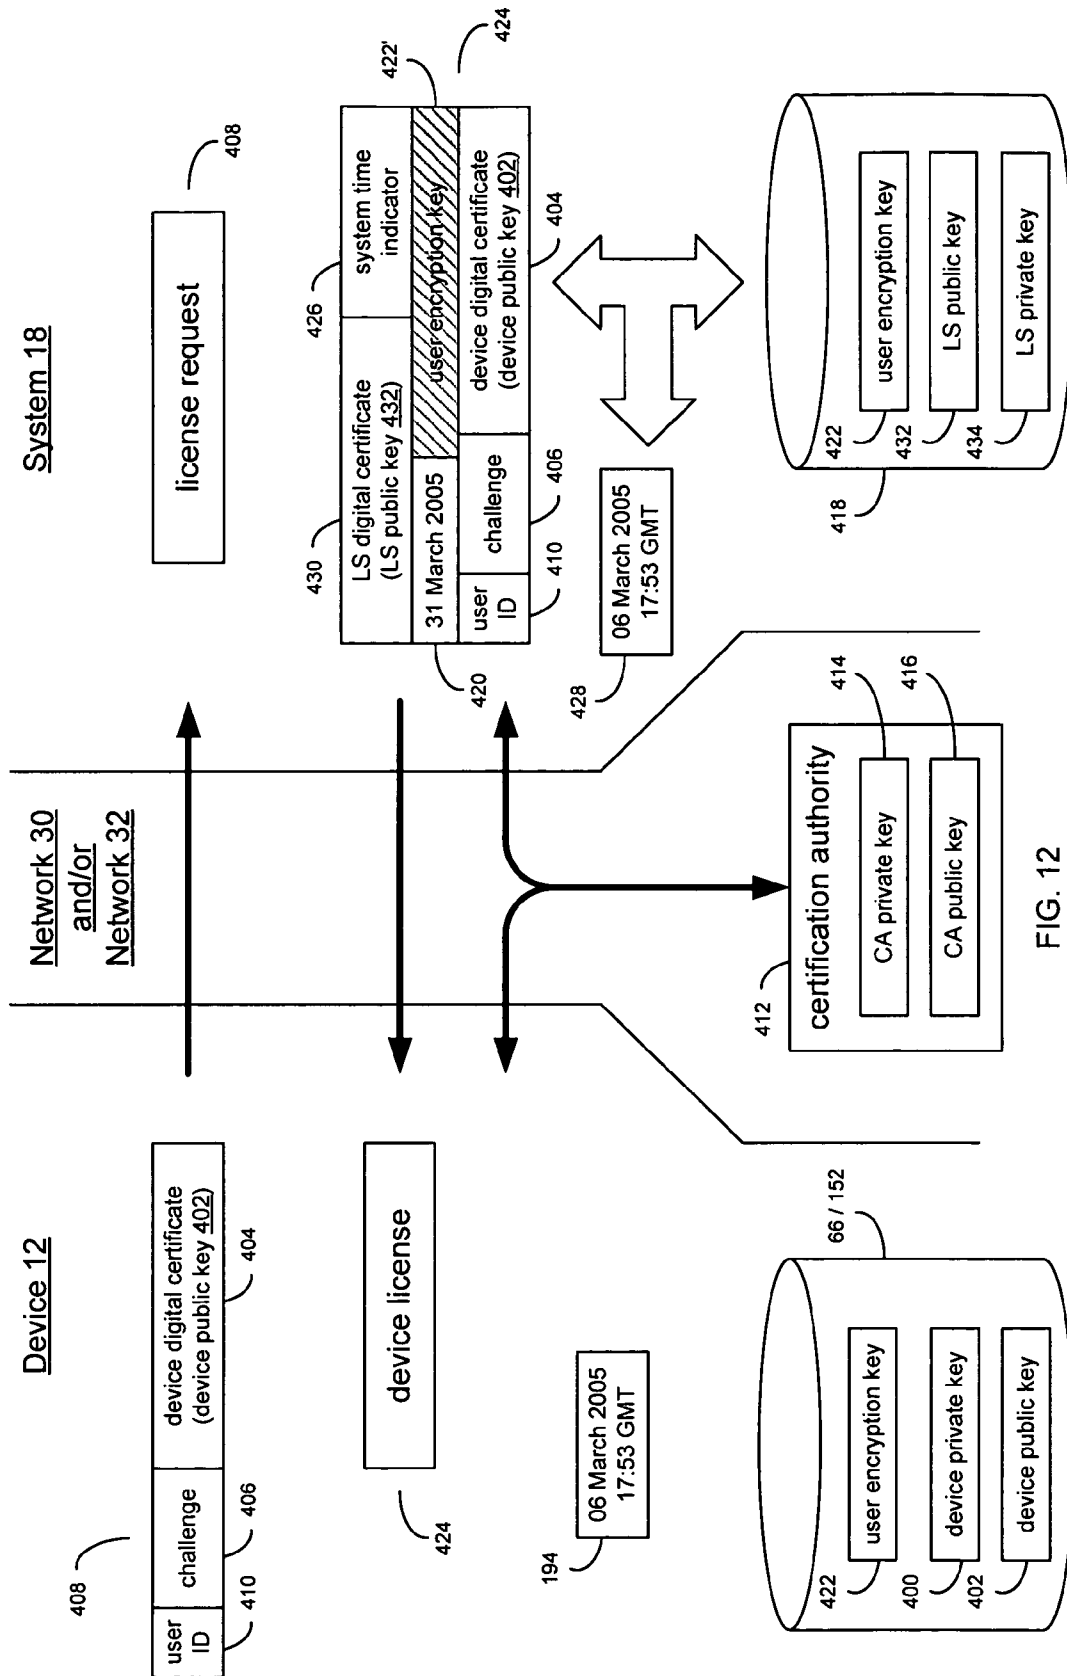 Device 12
Network 30
and/or
Network 32
System 18
408
user
ID
challenge
device digital certificate
(device public key 402)
410
406
404
license request
408
device license
424
430
426
422'
LS digital certificate
(LS public key 432)
system time
indicator
31 March 2005
user encryption key
user
ID
challenge
device digital certificate
(device public key 402)
424
420
410
406
404
194
06 March 2005
17:53 GMT
428
06 March 2005
17:53 GMT
66 / 152
422
user encryption key
400
device private key
402
device public key
412
certification authority
414
CA private key
416
CA public key
418
422
user encryption key
432
LS public key
434
LS private key
FIG. 12